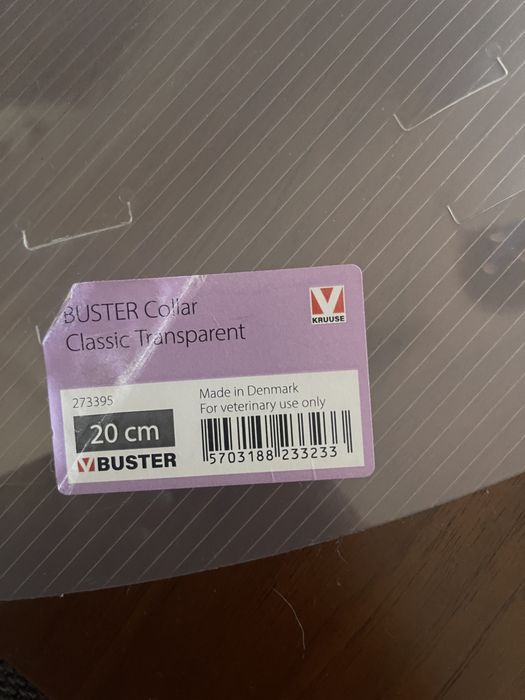 BUSTER Collar
Classic Transparent
KRUUSE
273395
20 cm
BUSTER
Made in Denmark
For veterinary use only
5703188 233233